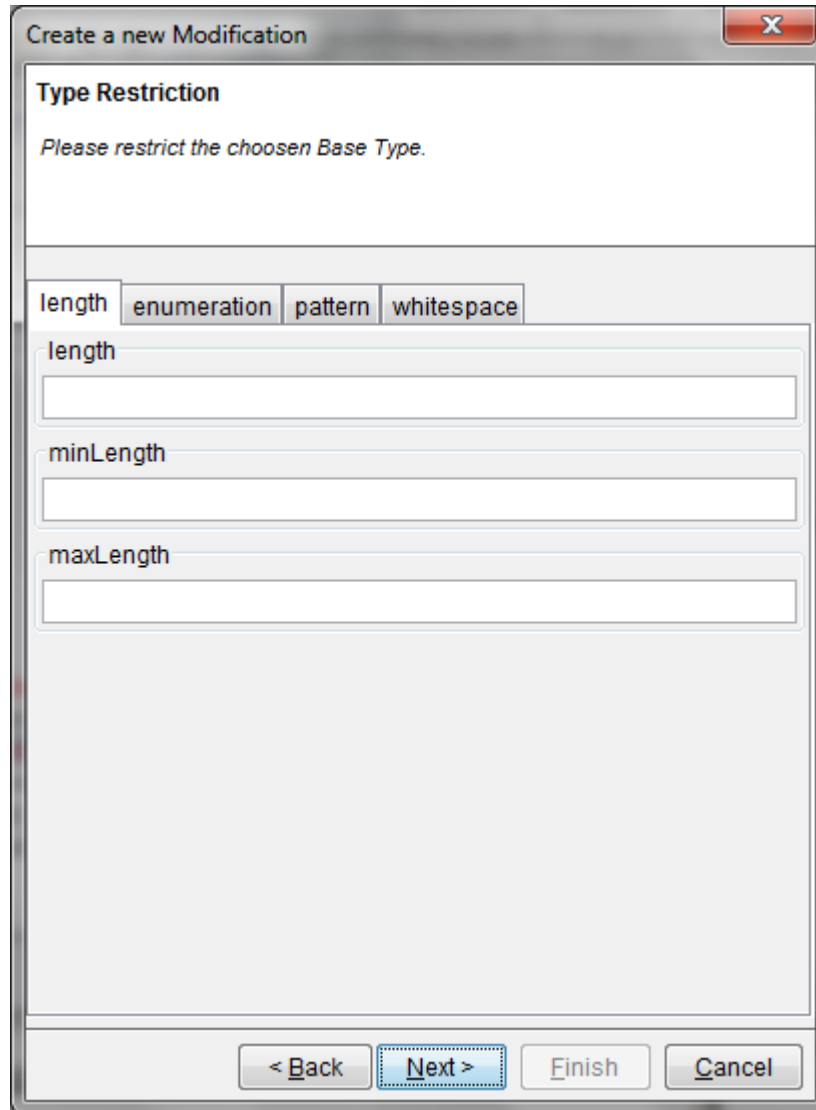 Create a new Modification
Type Restriction
Please restrict the choosen Base Type.
length enumeration pattern whitespace
length
minLength
maxLength
< Back Next > Finish Cancel